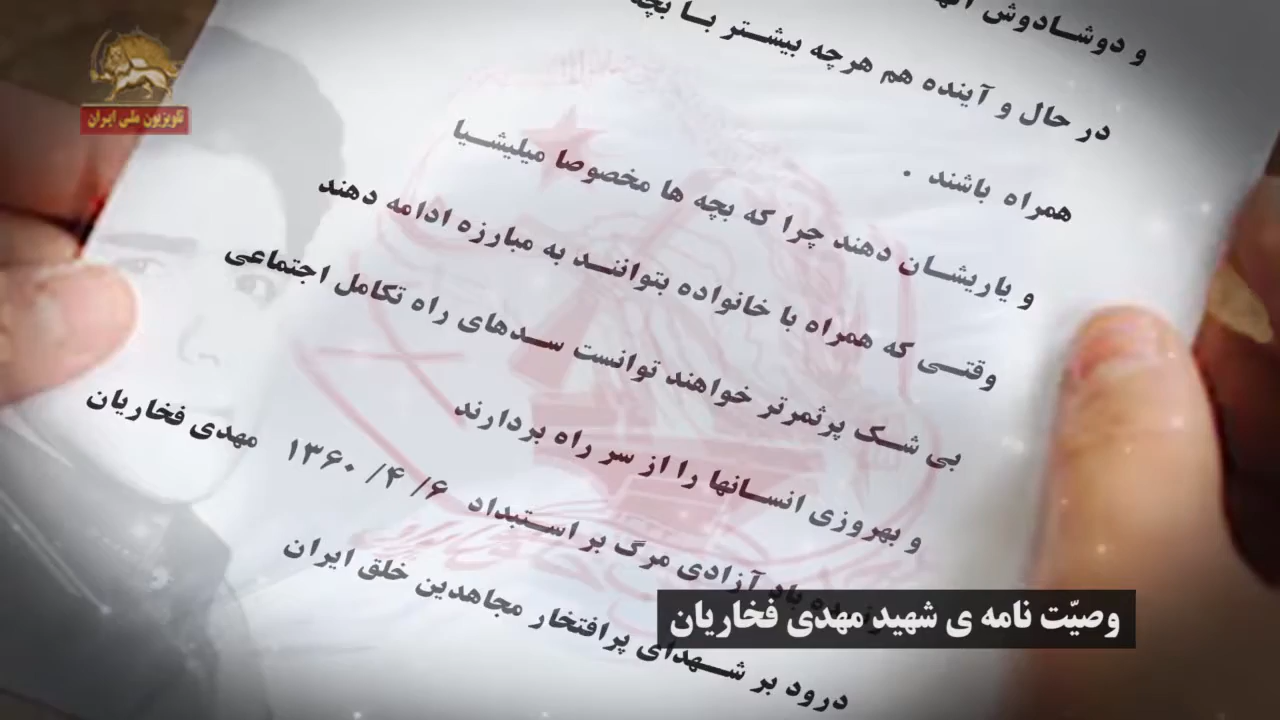 تلویزیون ملی ایران
و دوشادوش
در حال و آینده هم هرچه بیشتر با بچه
همراه باشند .
و یاریشان دهند چرا که بچه ها مخصوصا میلیشیا
وقتی که همراه با خانواده بتوانند به مبارزه ادامه دهند
بی شک پرثمرتر خواهند توانست سدهای راه تکامل اجتماعی
و بهروزی انسانها را از سر راه بردارند
باد آزادی مرگ بر استبداد ۶/ ۴/ ۱۳۶۰ مهدی فخاریان
درود بر شهدای پرافتخار مجاهدین خلق ایران
وصیّت نامه ی شهید مهدی فخاریان